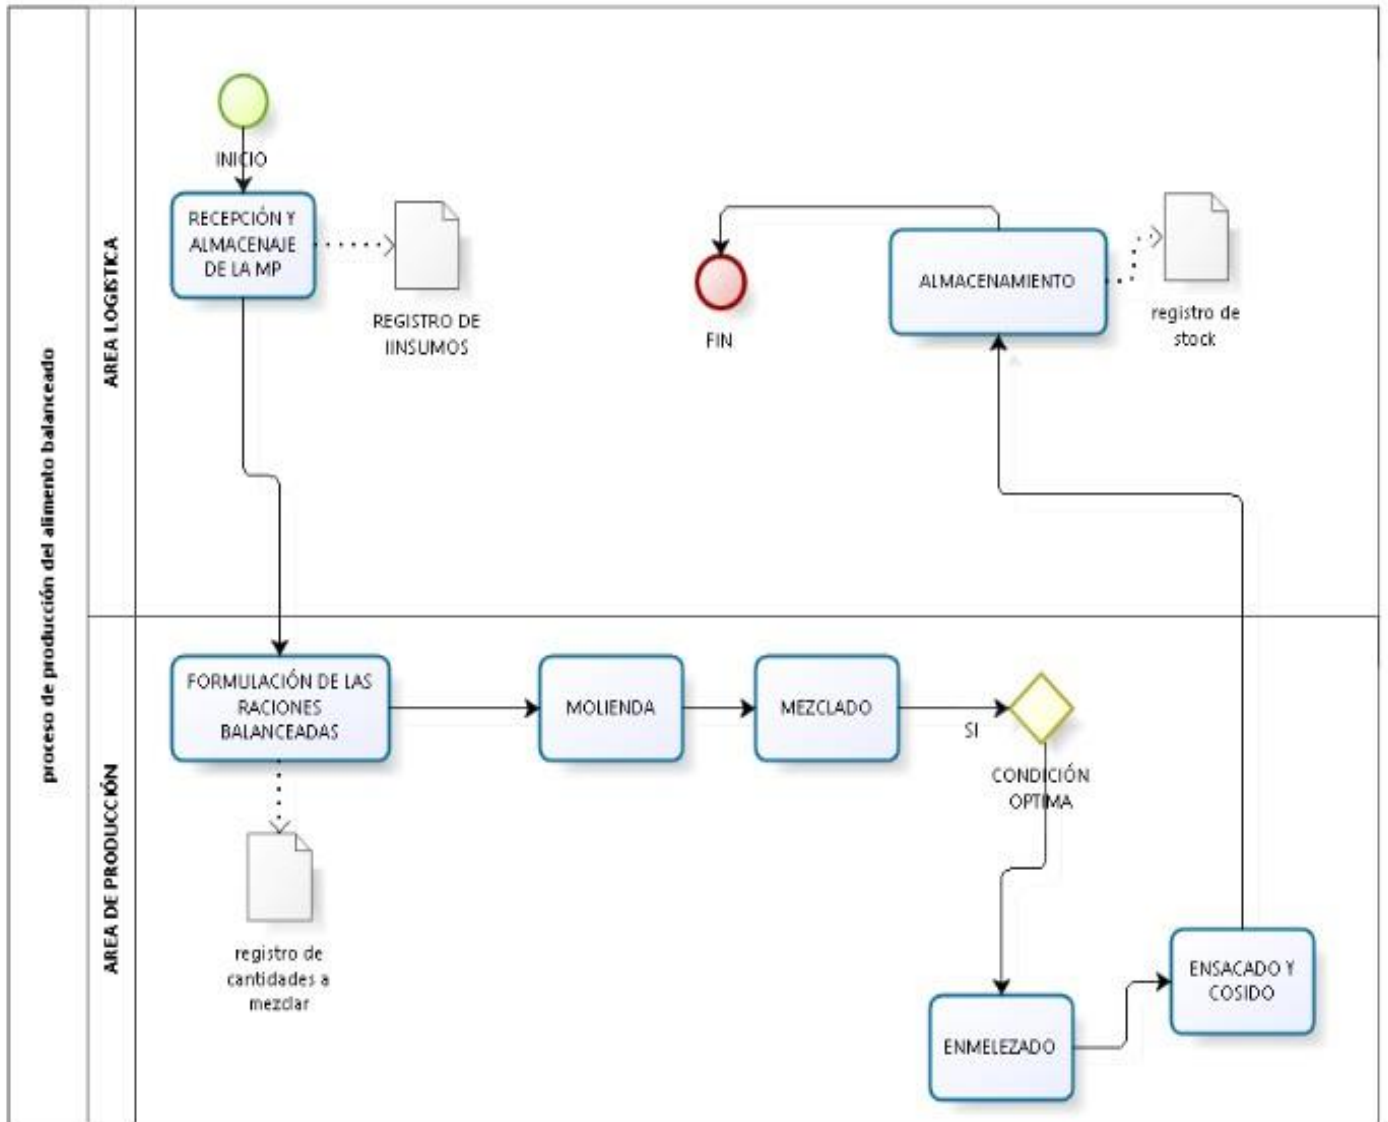 proceso de producción del alimento balanceado
AREA LOGISTICA
INICIO
RECEPCIÓN Y
ALMACENAJE
DE LA MP
REGISTRO DE
IINSUMOS
FIN
ALMACENAMIENTO
registro de
stock
AREA DE PRODUCCIÓN
FORMULACIÓN DE LAS
RACIONES
BALANCEADAS
registro de
cantidades a
mezclar
MOLIENDA
MEZCLADO
SI
CONDICIÓN
OPTIMA
ENMELEZADO
ENSACADO Y
COSIDO